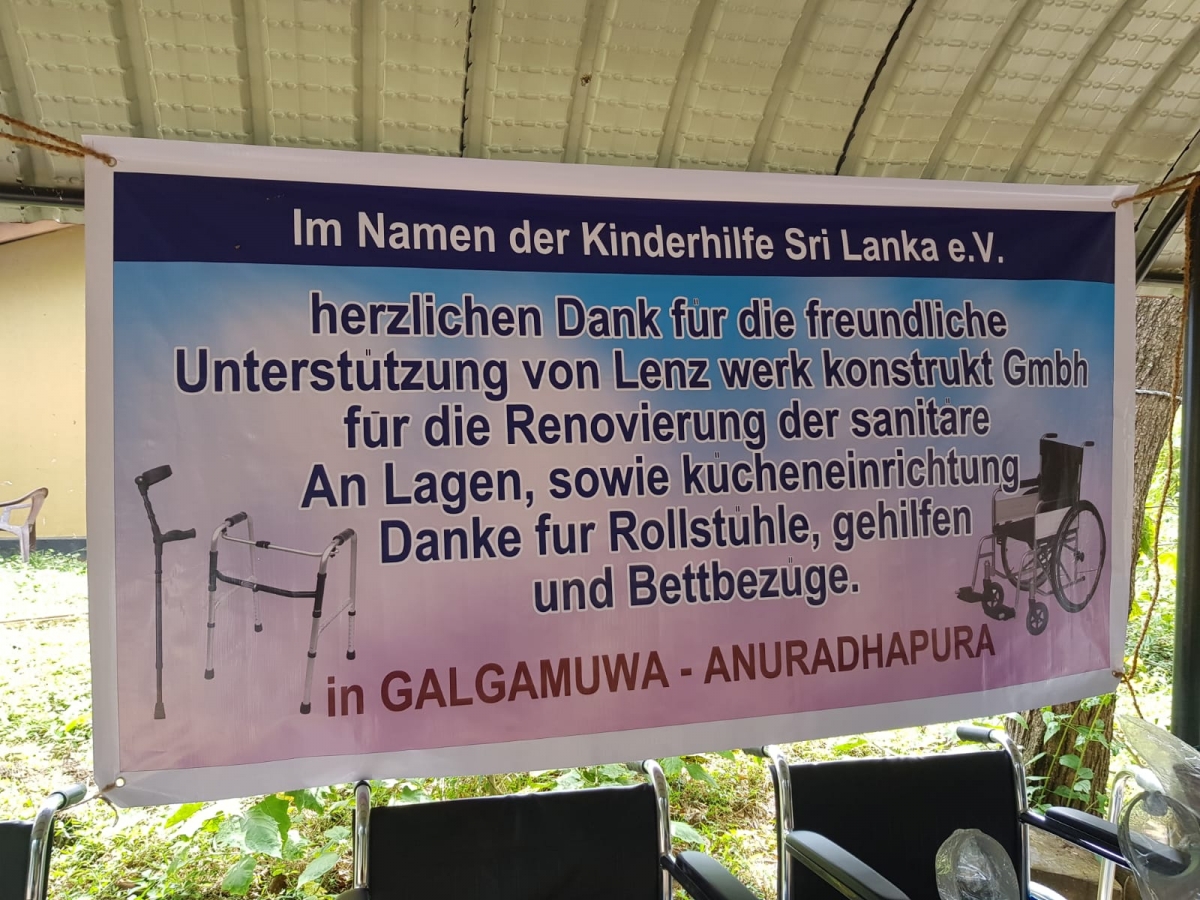 Im Namen der Kinderhilfe Sri Lanka e.V.
herzlichen Dank für die freundliche
Unterstützung von Lenz werk konstrukt Gmbh
für die Renovierung der sanitäre
An Lagen, sowie kücheneinrichtung
Danke fur Rollstühle, gehilfen
und Bettbezüge.
in GALGAMUWA - ANURADHAPURA